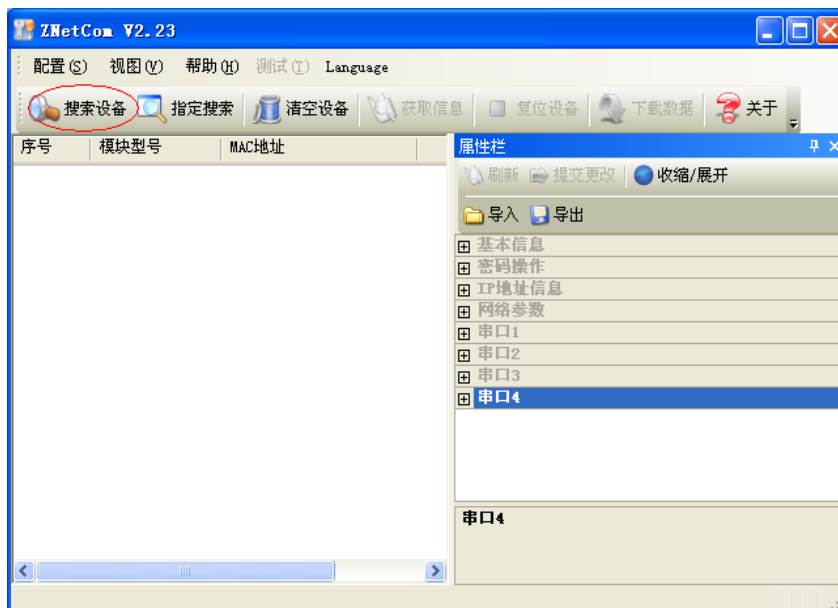 ZNetCom V2.23
配置(S) 视图(V) 帮助(H) 测试(T) Language
搜索设备 指定搜索 清空设备 获取信息 复位设备 下载数据 关于
序号 模块型号 MAC地址
属性栏
刷新 提交更改 收缩/展开
导入 导出
基本信息
密码操作
IP地址信息
网络参数
串口1
串口2
串口3
串口4
串口4